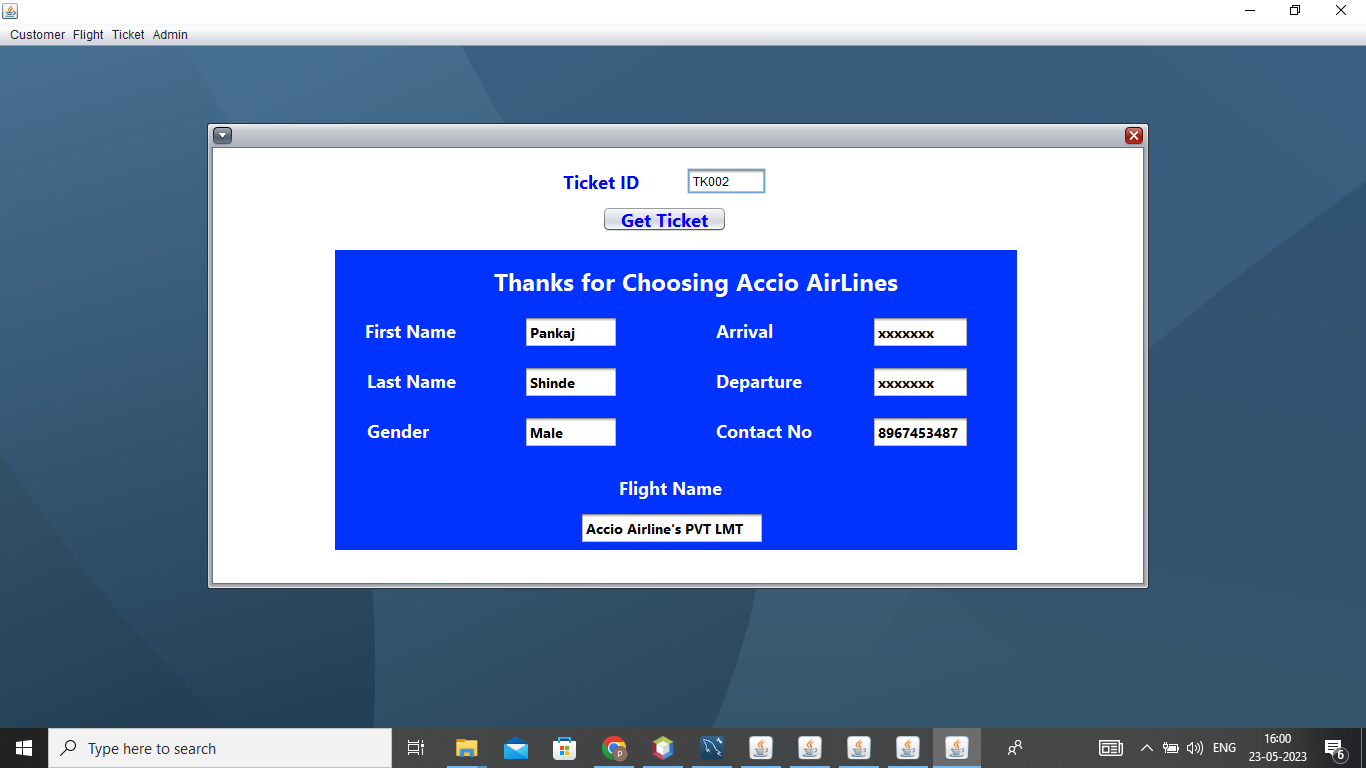 Customer Flight Ticket Admin
Ticket ID TK002
Get Ticket
Thanks for Choosing Accio AirLines
First Name Pankaj Arrival xxxxxxx
Last Name Shinde Departure xxxxxxx
Gender Male Contact No 8967453487
Flight Name
Accio Airline's PVT LMT
Type here to search
p
ENG
16:00
23-05-2023
6